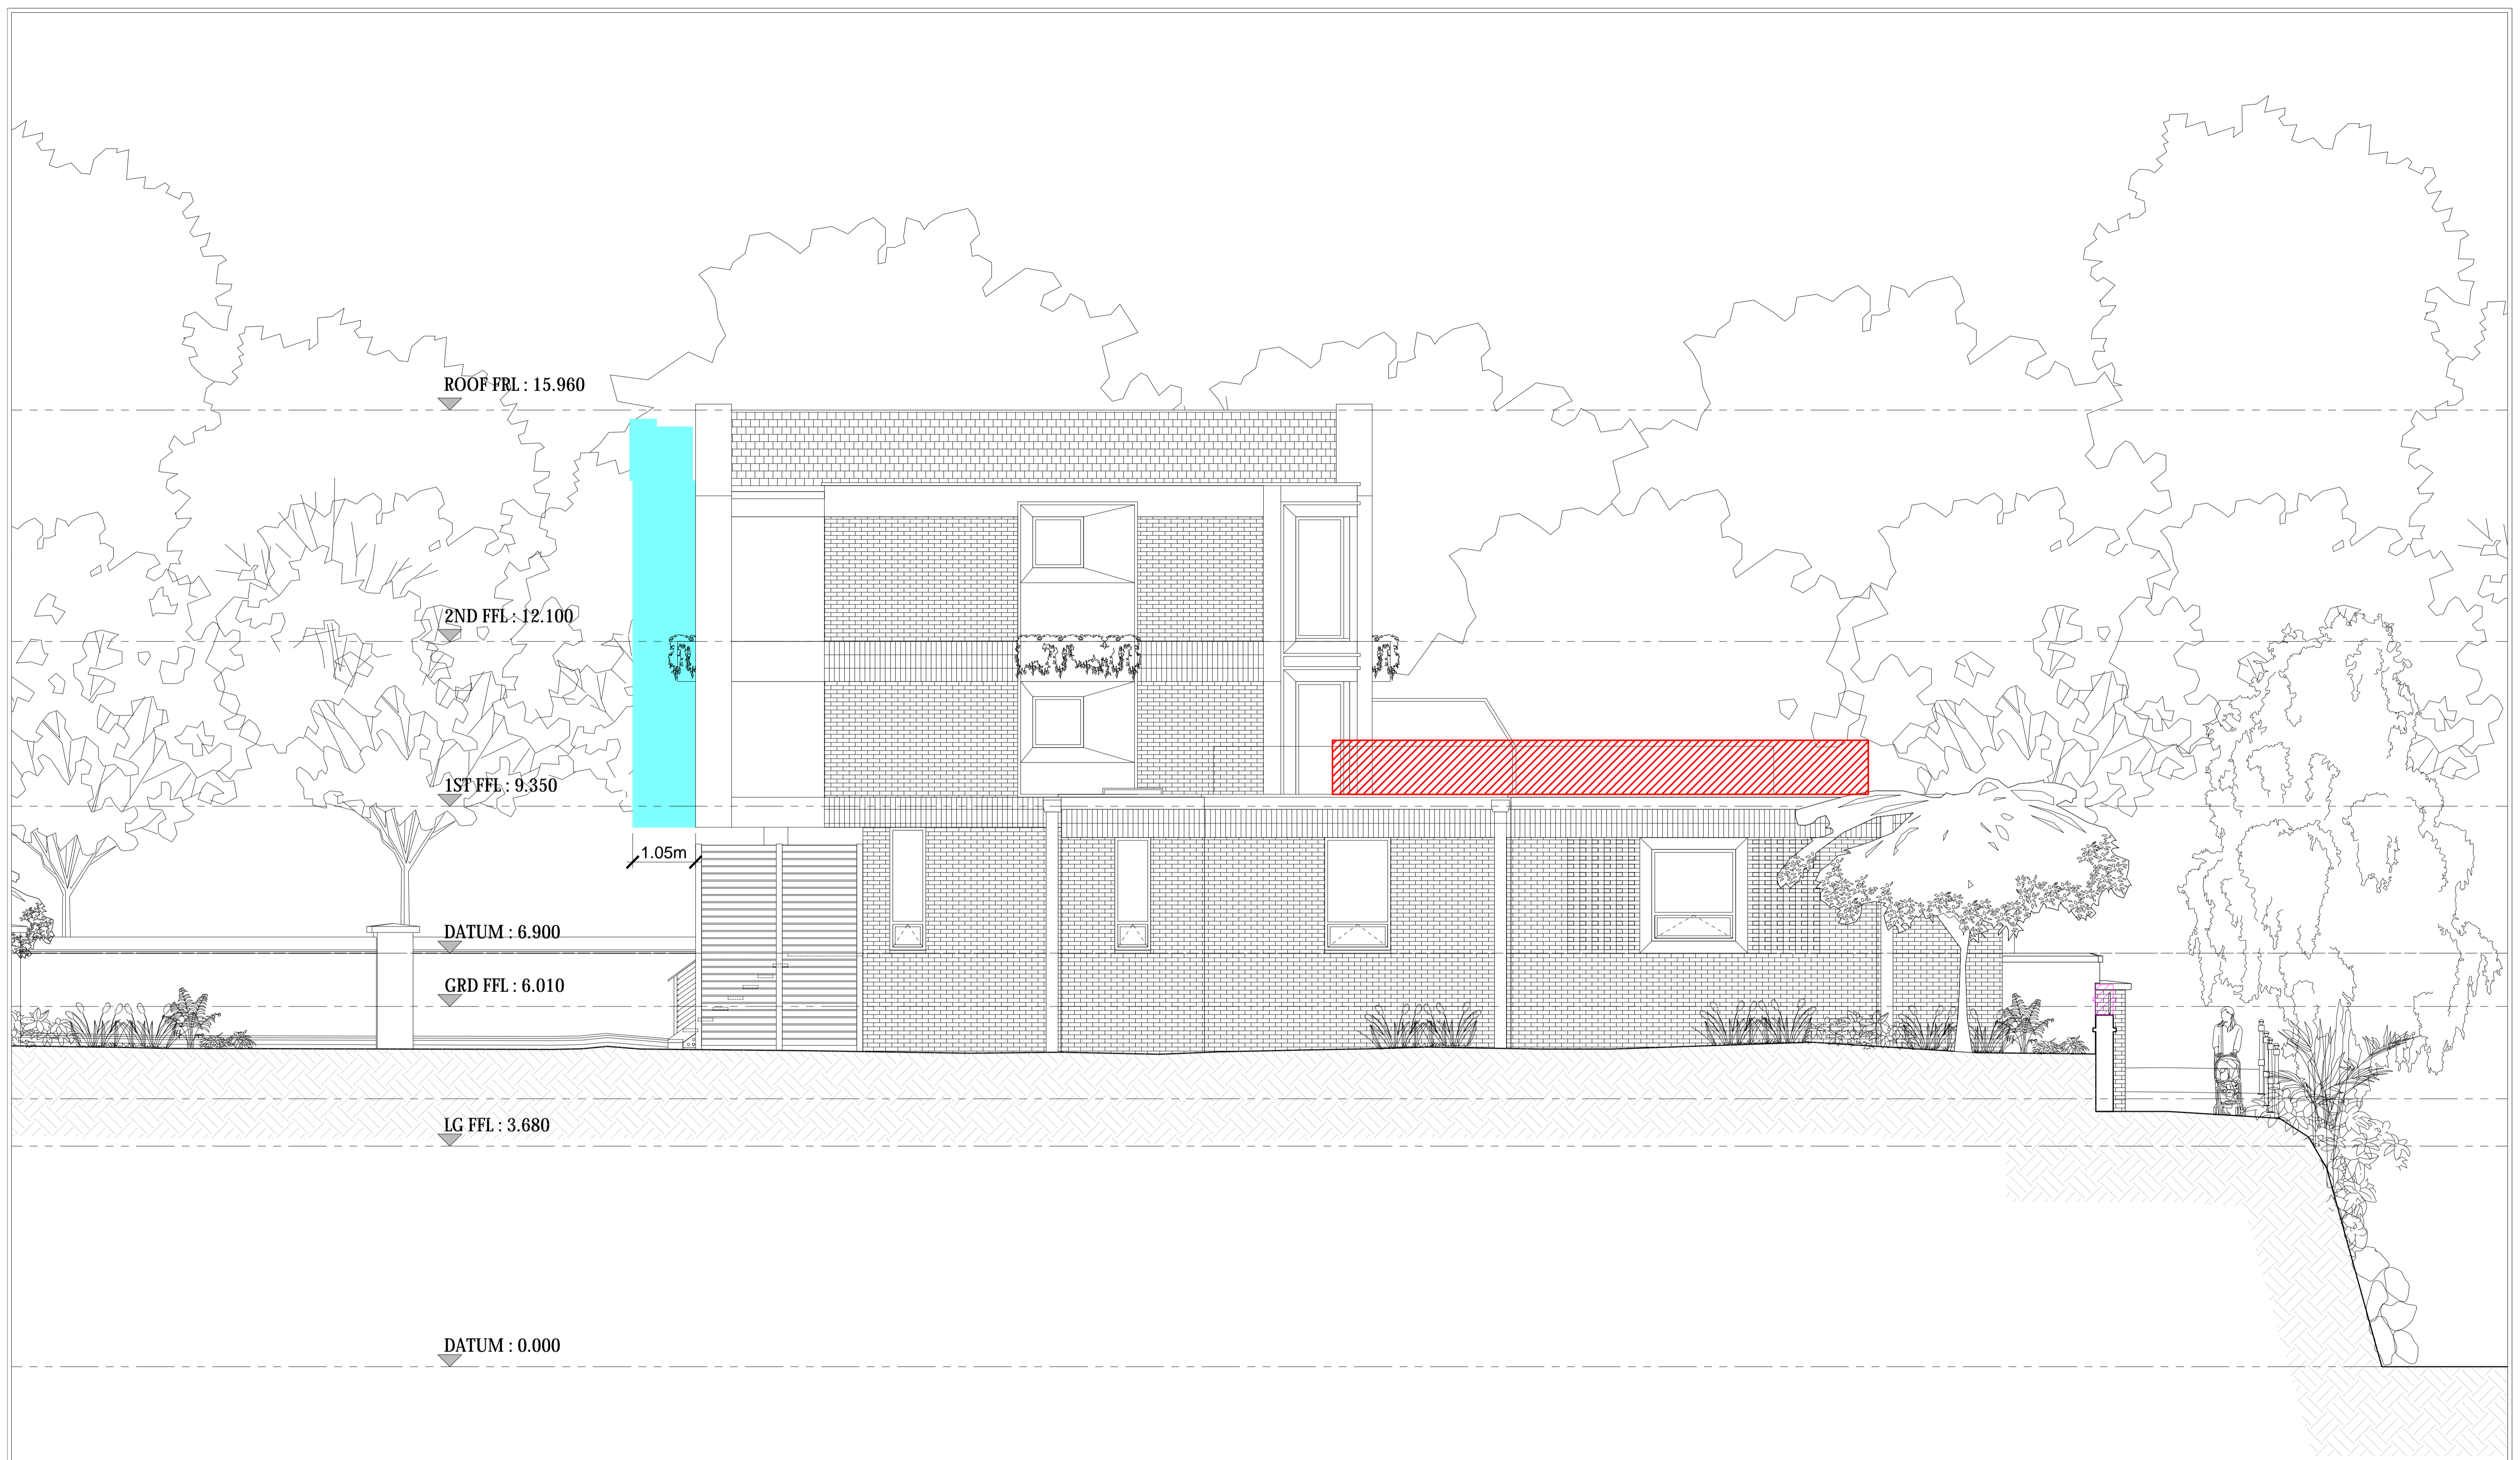 ROOF FRL : 15.960
2ND FFL : 12.100
1ST FFL : 9.350
1.05m
DATUM : 6.900
GRD FFL : 6.010
LG FFL : 3.680
DATUM : 0.000